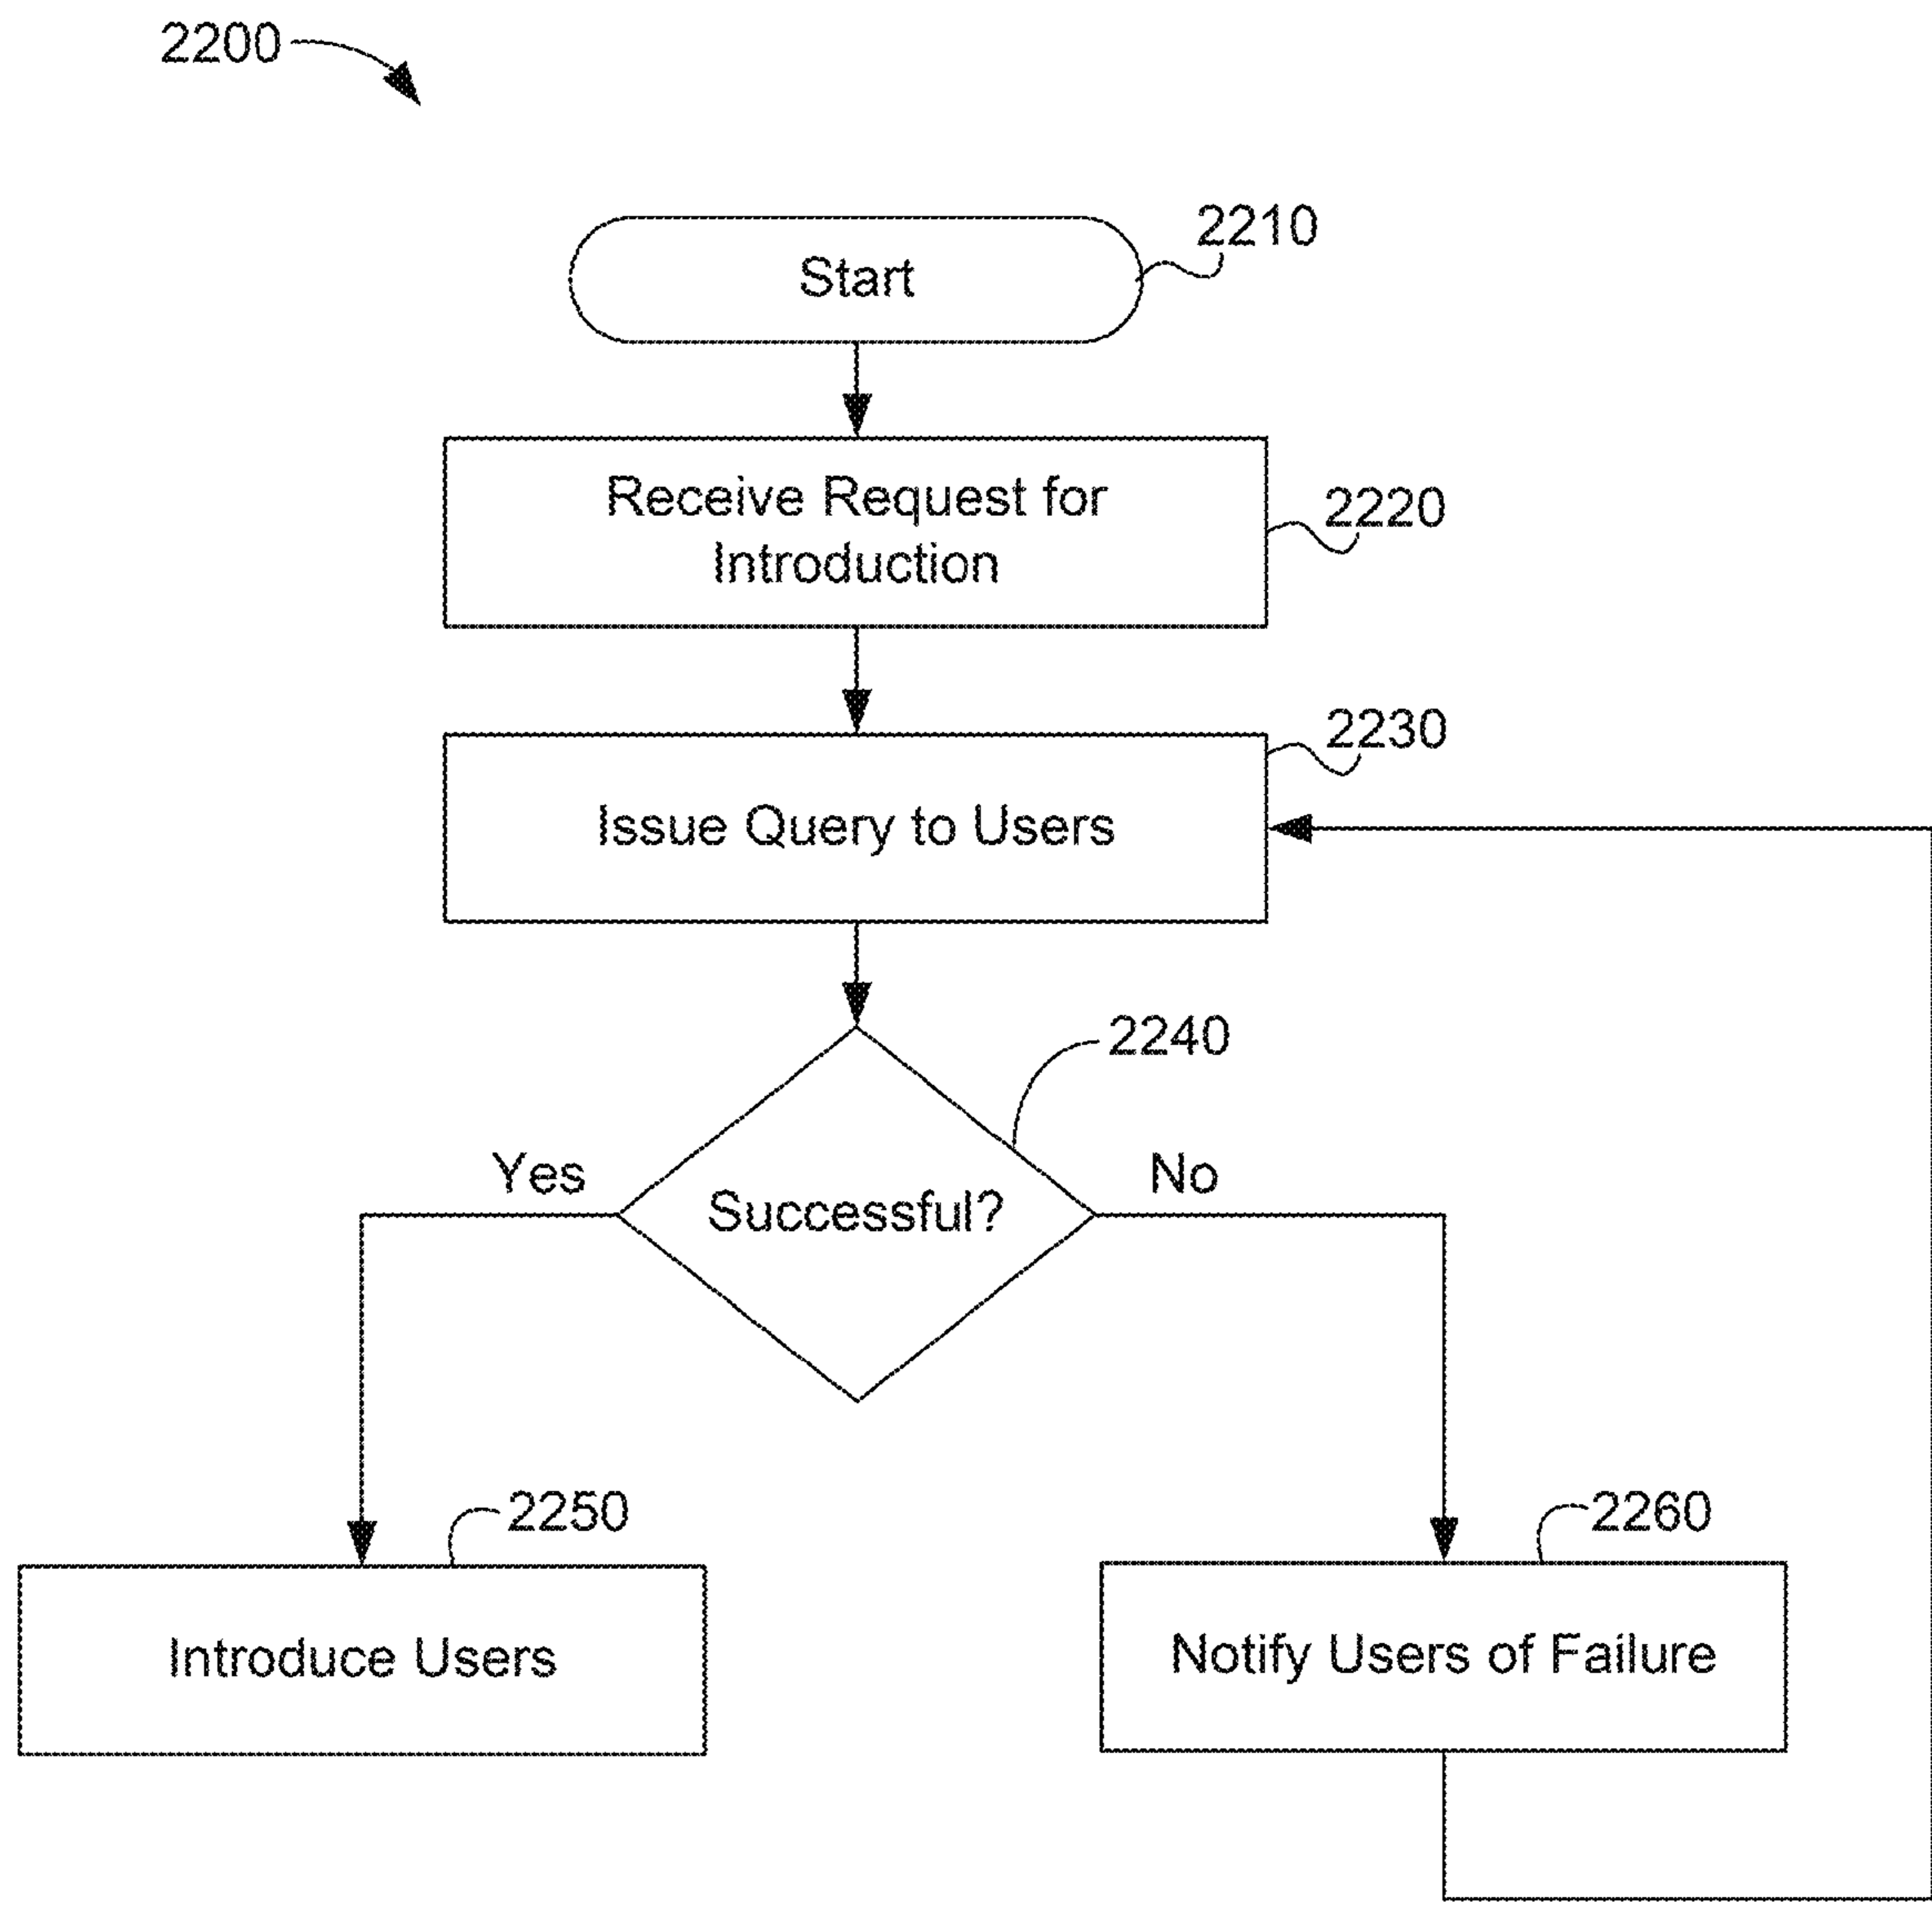 2200
2210
Start
Receive Request for
Introduction
2220
2230
Issue Query to Users
2240
Yes
No
Successful?
2250
2260
Introduce Users
Notify Users of Failure